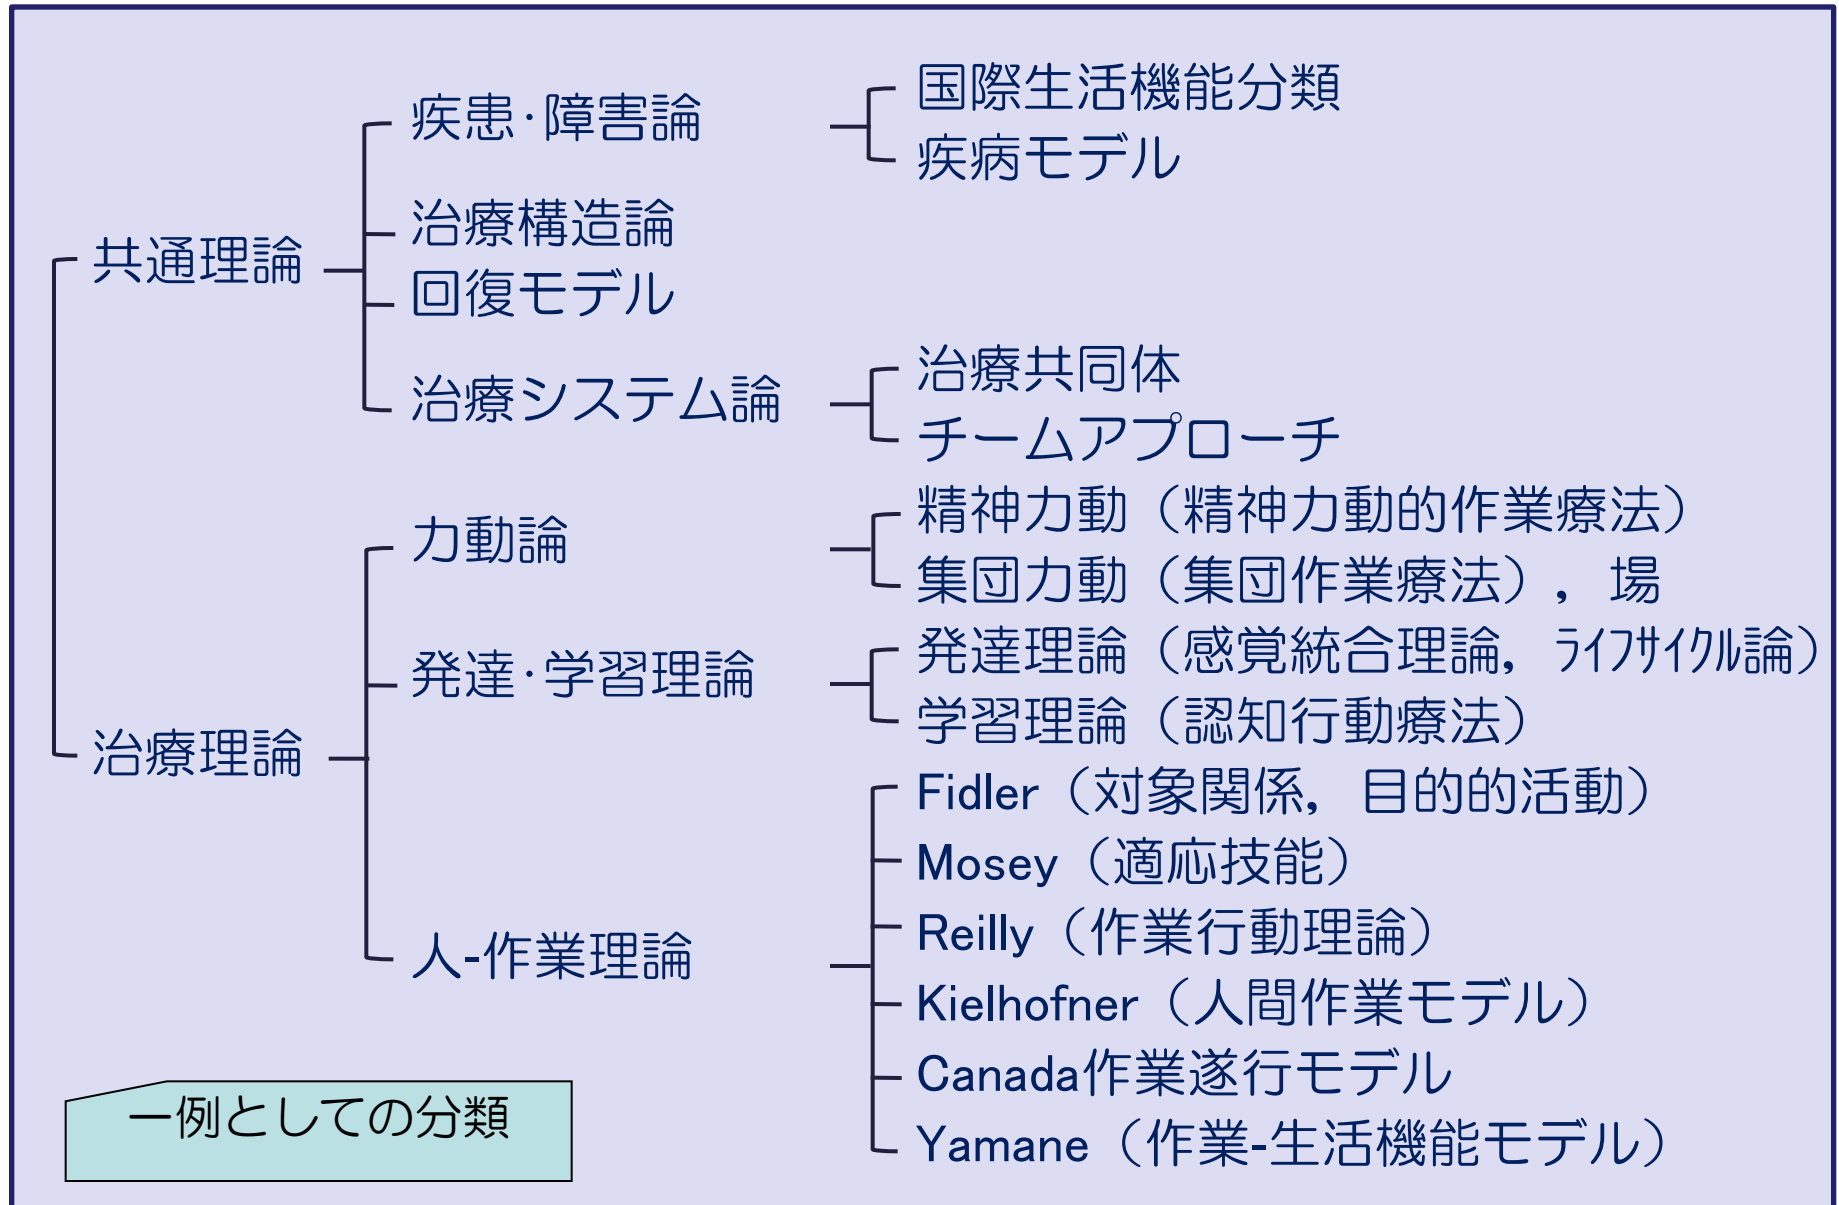 共通理論
疾患・障害論
国際生活機能分類
疾病モデル
治療構造論
回復モデル
治療システム論
治療共同体
チームアプローチ
治療理論
力動論
精神力動（精神力動的作業療法）
集団力動（集団作業療法），場
発達・学習理論
発達理論（感覚統合理論，ﾗｲﾌｻｲｸﾙ論）
学習理論（認知行動療法）
人-作業理論
Fidler（対象関係，目的的活動）
Mosey（適応技能）
Reilly（作業行動理論）
Kielhofner（人間作業モデル）
Canada作業遂行モデル
Yamane（作業-生活機能モデル）
一例としての分類